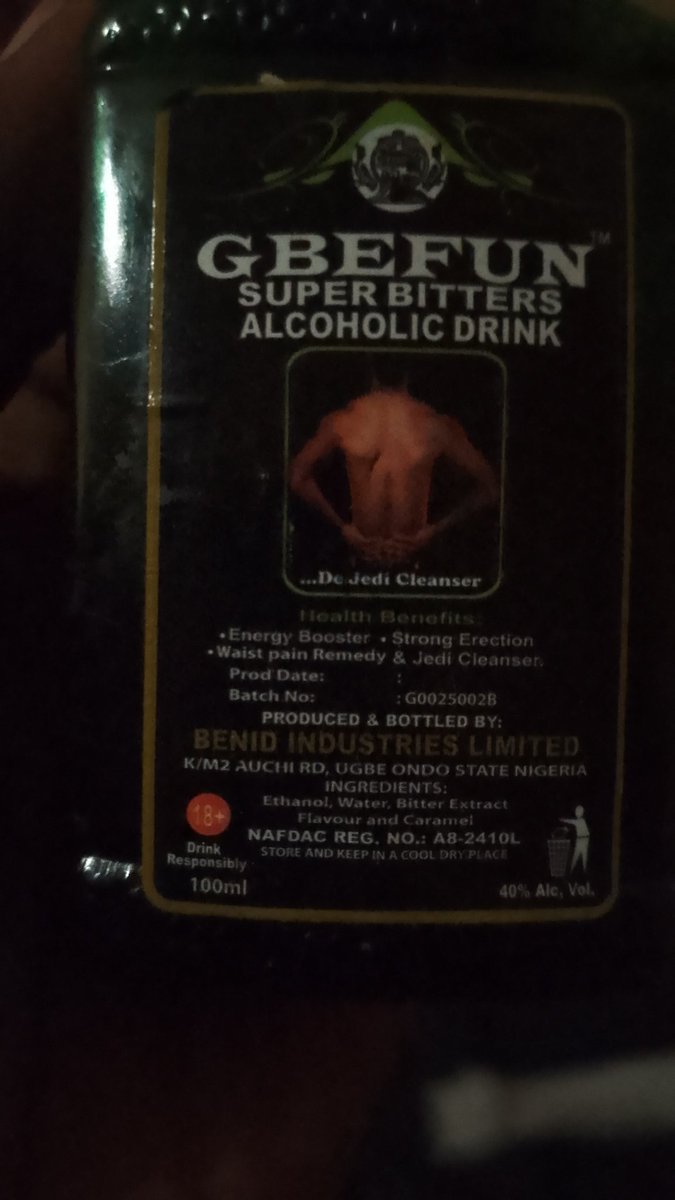 GBEFUN™
SUPER BITTERS
ALCOHOLIC DRINK
...De Jedi Cleanser
Health Benefits:
•Energy Booster •Strong Erection
•Waist pain Remedy & Jedi Cleanser.
Prod Date: :
Batch No: : G0025002B
PRODUCED & BOTTLED BY:
BENID INDUSTRIES LIMITED
K/M2 AUCHI RD, UGBE ONDO STATE NIGERIA
INGREDIENTS:
Ethanol, Water, Bitter Extract
Flavour and Caramel
NAFDAC REG. NO.: A8-2410L
STORE AND KEEP IN A COOL DRY PLACE
18+
Drink
Responsibly
100ml
40% Alc, Vol.